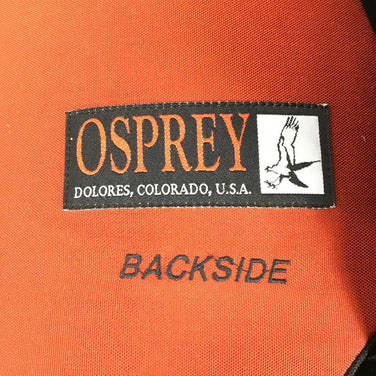 OSPREY
DOLORES, COLORADO, U.S.A.
BACKSIDE